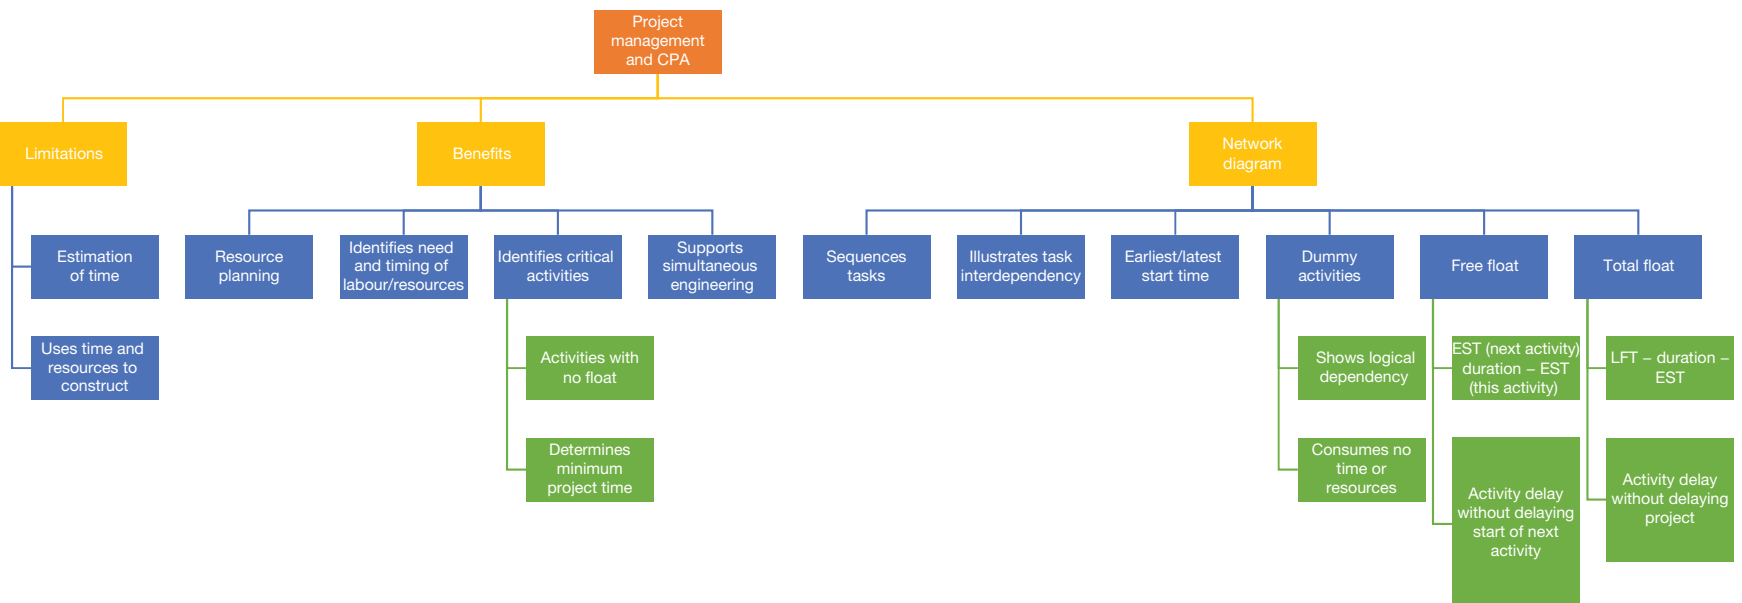 Project
management
and CPA
Limitations
Benefits
Network
diagram
Estimation
of time
Resource
planning
Identifies need
and timing of
labour/resources
Identifies critical
activities
Supports
simultaneous
engineering
Sequences
tasks
Illustrates task
interdependency
Earliest/latest
start time
Dummy
activities
Free float
Total float
Uses time and
resources to
construct
Activities with
no float
Shows logical
dependency
EST (next activity)
duration – EST
(this activity)
LFT – duration –
EST
Determines
minimum
project time
Consumes no
time or
resources
Activity delay
without delaying
start of next
activity
Activity delay
without delaying
project